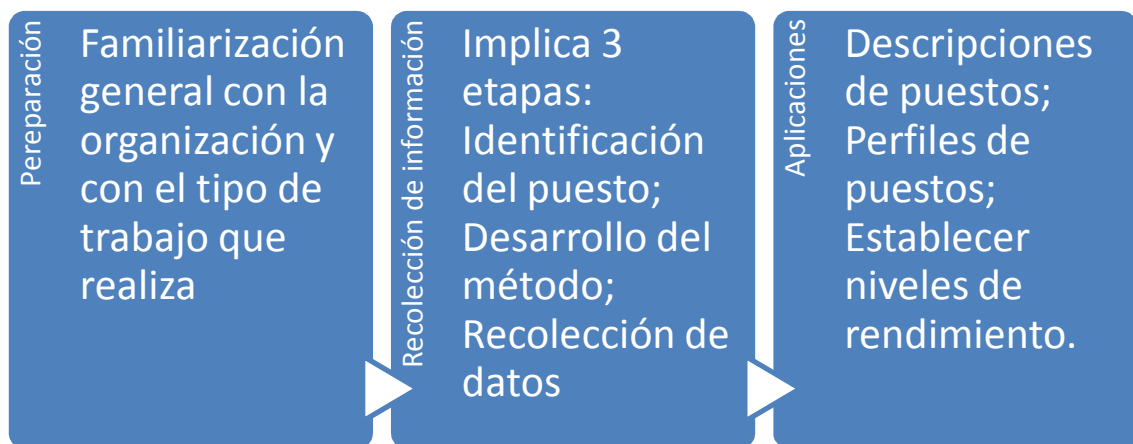 Pereparación
Familiarización
general con la
organización y
con el tipo de
trabajo que
realiza
Recolección de información
Implica 3
etapas:
Identificación
del puesto;
Desarrollo del
método;
Recolección de
datos
Aplicaciones
Descripciones
de puestos;
Perfiles de
puestos;
Establecer
niveles de
rendimiento.